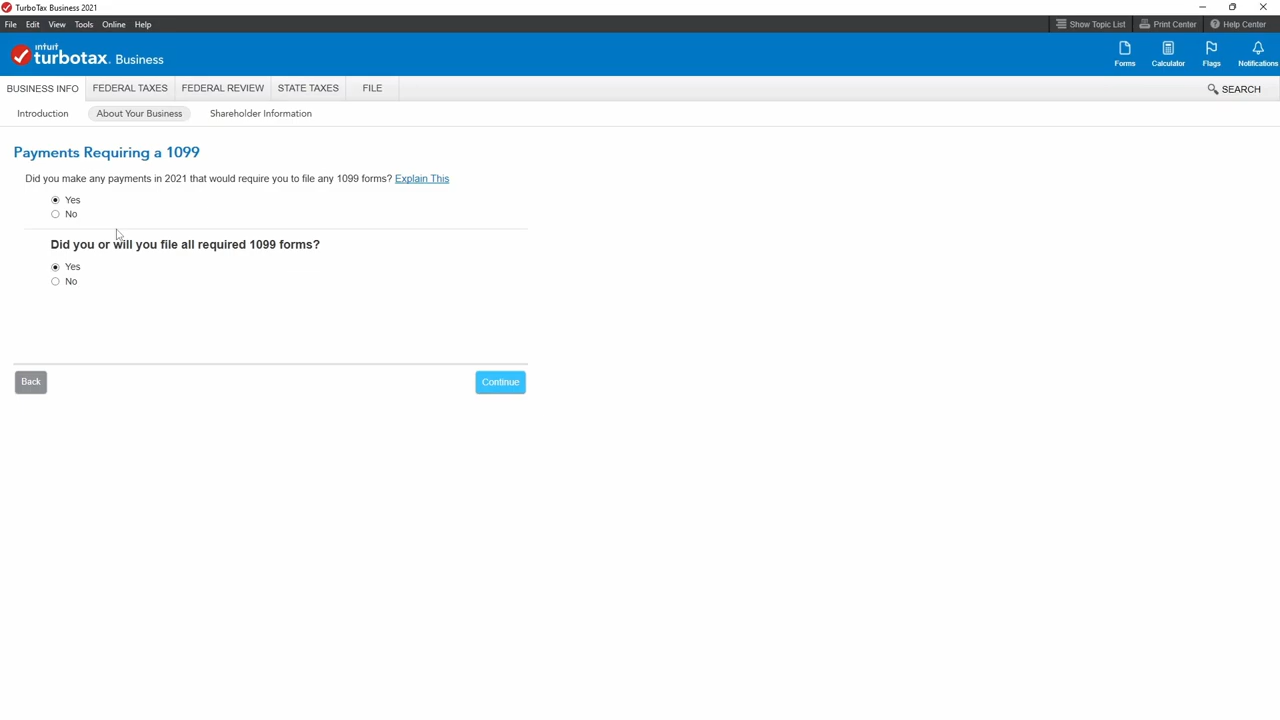 TurboTax Business 2021
File Edit View Tools Online Help
Show Topic List Print Center Help Center
intuit turbotax. Business
Forms Calculator Flags Notifications
BUSINESS INFO FEDERAL TAXES FEDERAL REVIEW STATE TAXES FILE SEARCH
Introduction About Your Business Shareholder Information
Payments Requiring a 1099
Did you make any payments in 2021 that would require you to file any 1099 forms? Explain This
Yes
No
Did you or will you file all required 1099 forms?
Yes
No
Back Continue